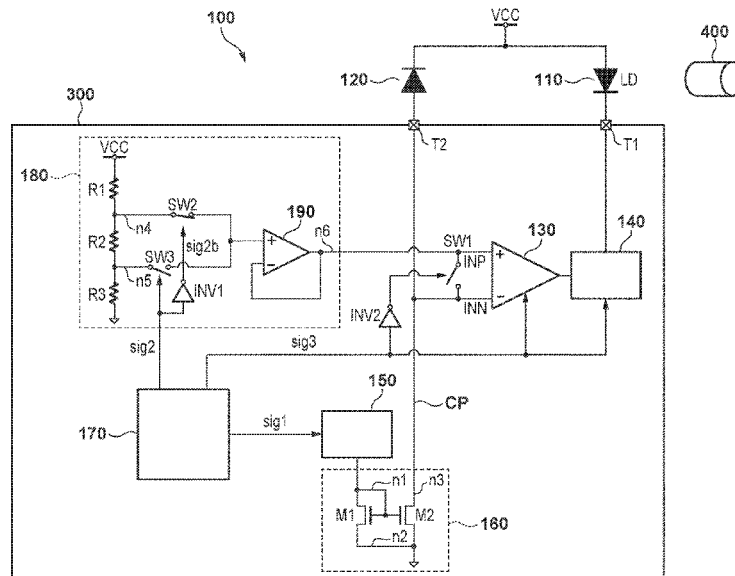 100
VCC
400
120
110
LD
300
T2
T1
180
VCC
R1
SW2
190
n4
n6
SW1
130
140
R2
sig2b
SW3
INP
n5
R3
INV1
INV2
INN
sig2
sig3
150
CP
170
sig1
n1
n3
M1
M2
160
n2